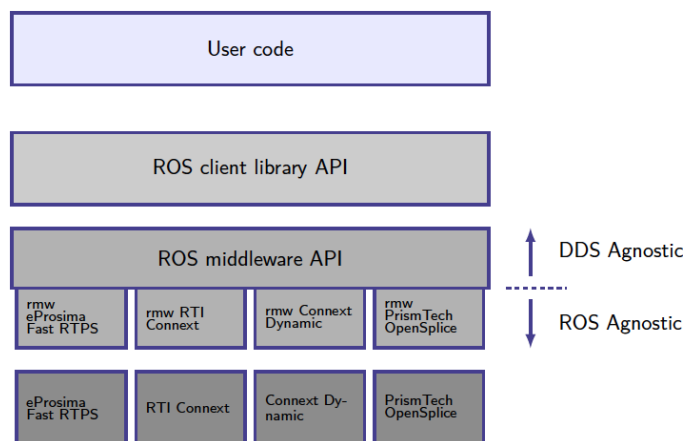 User code
ROS client library API
ROS middleware API
DDS Agnostic
ROS Agnostic
rmw
eProsima
Fast RTPS
rmw RTI
Connext
rmw Connext
Dynamic
rmw
PrismTech
OpenSplice
eProsima
Fast RTPS
RTI Connext
Connext Dy-
namic
PrismTech
OpenSplice